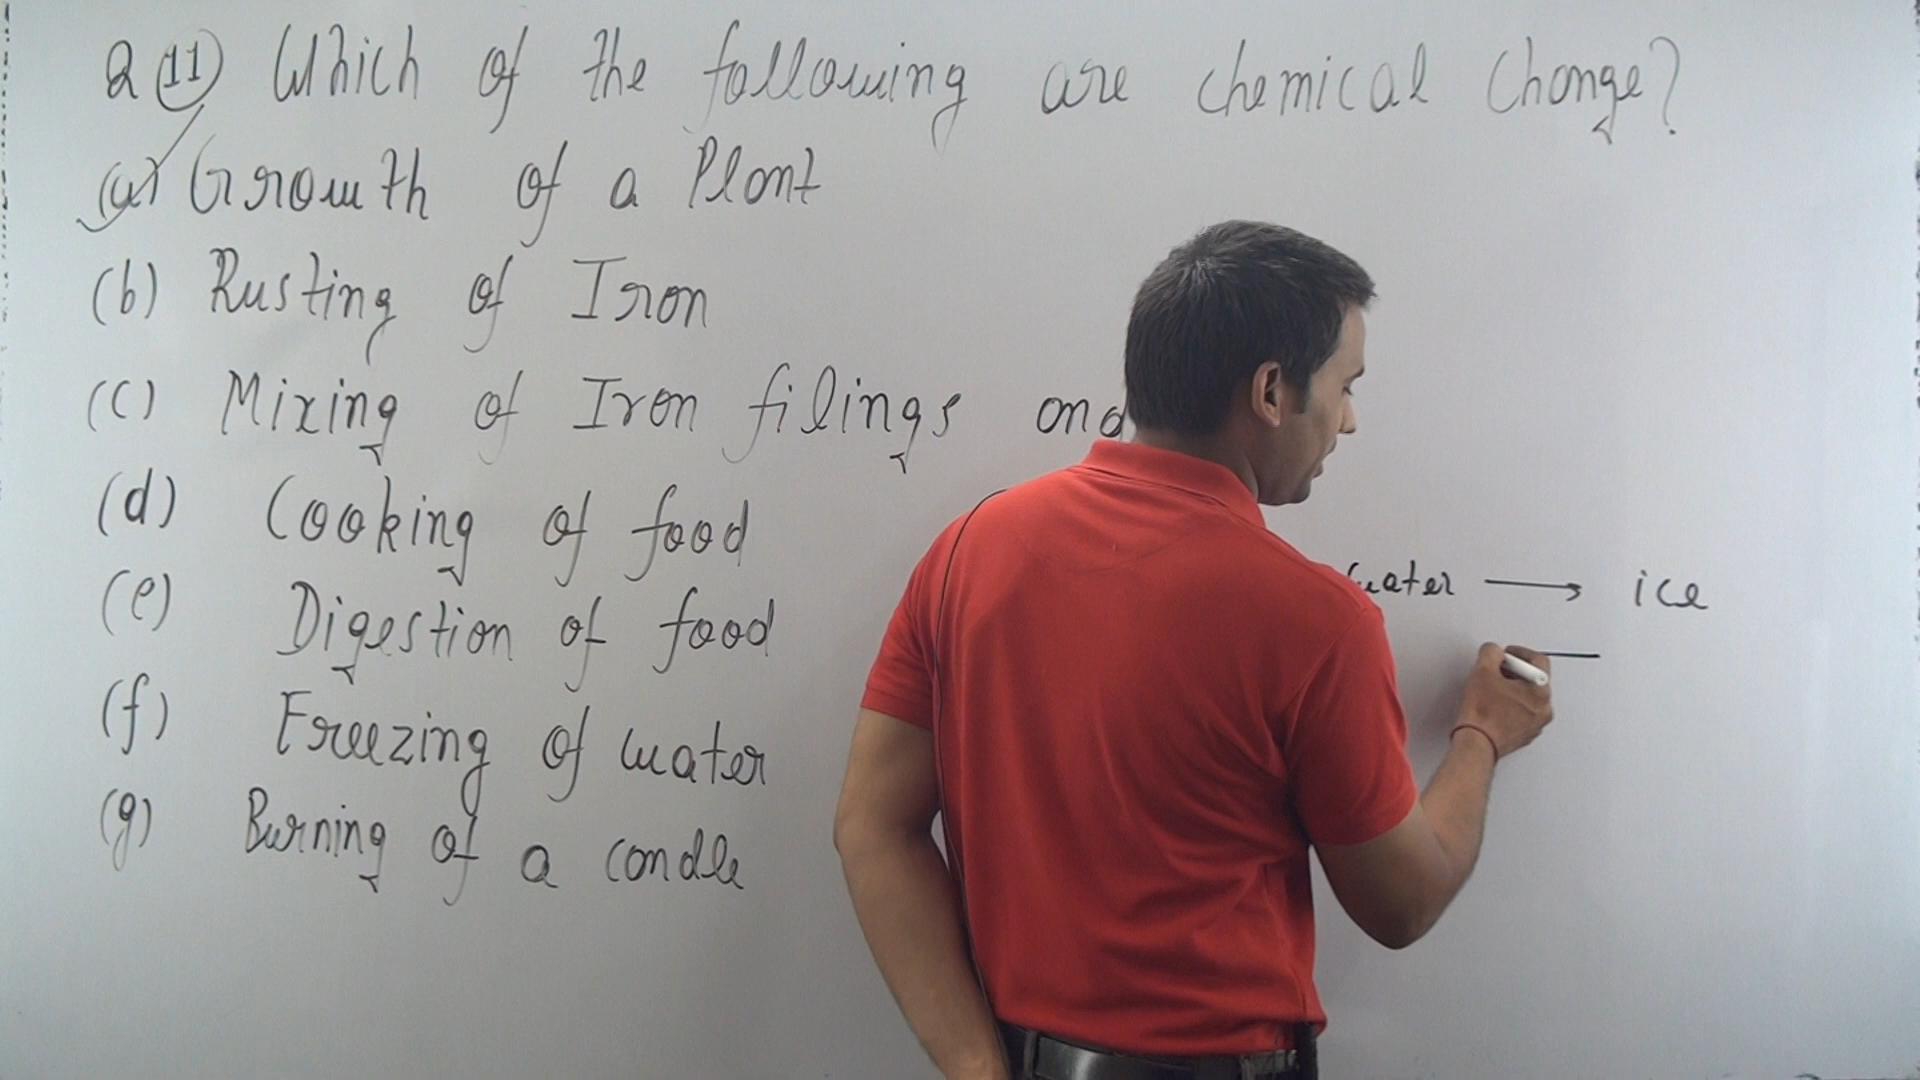 Q 11 Which of the following are chemical change?
(a) Growth of a Plant
(b) Rusting of Iron
(c) Mixing of Iron filings and
(d) Cooking of food
(e) Digestion of food
(f) Freezing of water
(g) Burning of a candle
water → ice